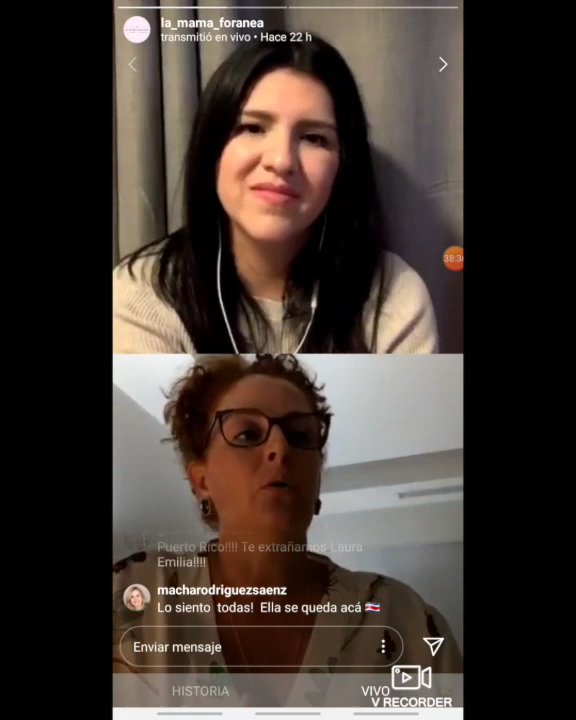 la_mama_foranea
transmitió en vivo • Hace 22 h
Puerto Rico!!!! Te extrañamos Laura
Emilia!!!!
macharodriguezsaenz
Lo siento todas! Ella se queda acá 🇨🇷
Enviar mensaje
HISTORIA
VIVO
V RECORDER